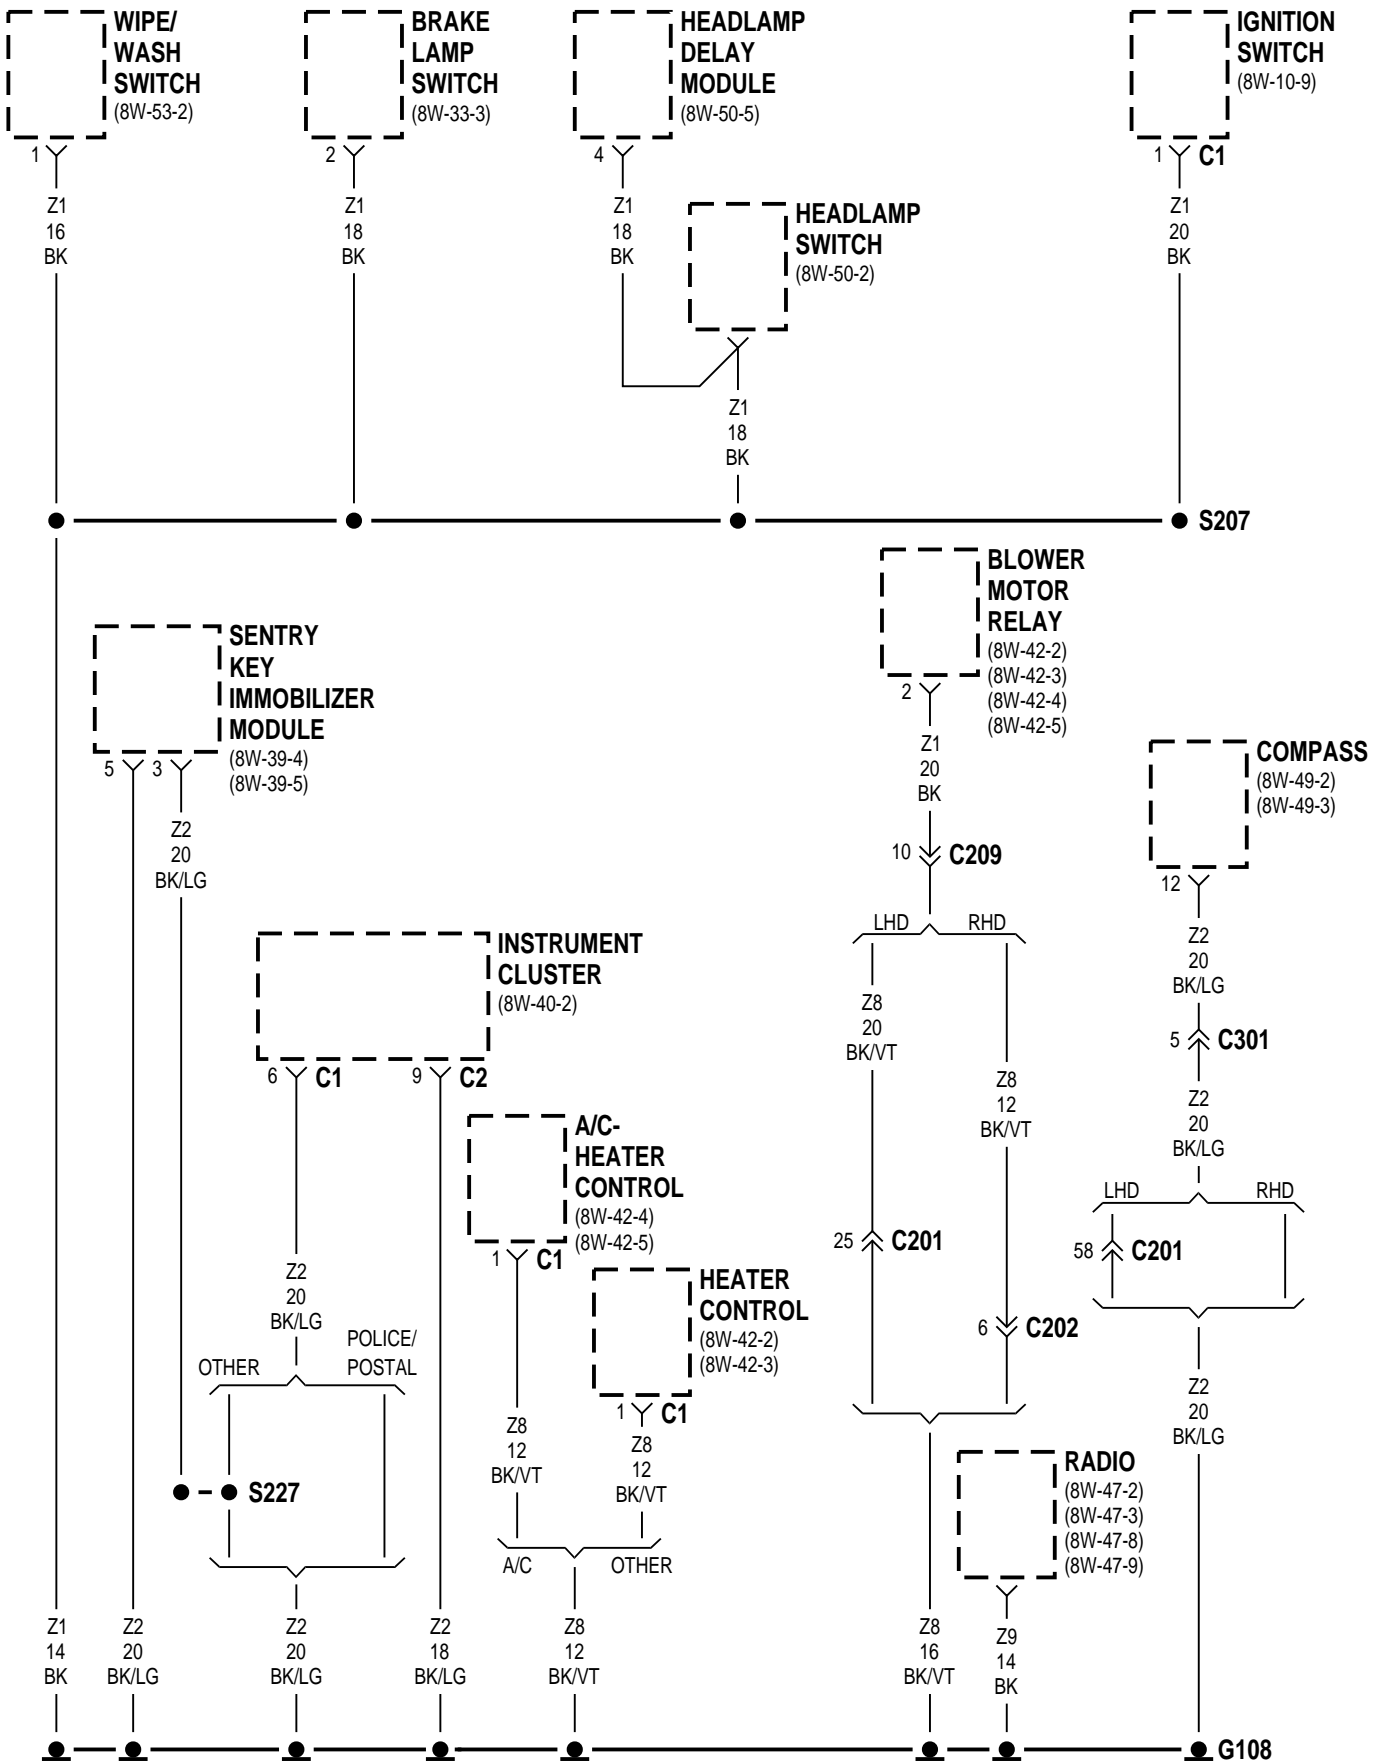 WIPE/
WASH
SWITCH
(8W-53-2)
1
Z1
16
BK
BRAKE
LAMP
SWITCH
(8W-33-3)
2
Z1
18
BK
HEADLAMP
DELAY
MODULE
(8W-50-5)
4
Z1
18
BK
HEADLAMP
SWITCH
(8W-50-2)
Z1
18
BK
IGNITION
SWITCH
(8W-10-9)
1 C1
Z1
20
BK
S207
SENTRY
KEY
IMMOBILIZER
MODULE
(8W-39-4)
(8W-39-5)
5 3
Z2
20
BK/LG
INSTRUMENT
CLUSTER
(8W-40-2)
6 C1
9 C2
Z2
20
BK/LG
OTHER
POLICE/
POSTAL
S227
A/C-
HEATER
CONTROL
(8W-42-4)
(8W-42-5)
1 C1
Z8
12
BK/VT
HEATER
CONTROL
(8W-42-2)
(8W-42-3)
1 C1
Z8
12
BK/VT
A/C OTHER
BLOWER
MOTOR
RELAY
(8W-42-2)
(8W-42-3)
(8W-42-4)
(8W-42-5)
2
Z1
20
BK
10 C209
LHD RHD
Z8
20
BK/VT
25 C201
Z8
12
BK/VT
6 C202
COMPASS
(8W-49-2)
(8W-49-3)
12
Z2
20
BK/LG
5 C301
Z2
20
BK/LG
LHD RHD
58 C201
Z2
20
BK/LG
RADIO
(8W-47-2)
(8W-47-3)
(8W-47-8)
(8W-47-9)
Z1
14
BK
Z2
20
BK/LG
Z2
20
BK/LG
Z2
18
BK/LG
Z8
12
BK/VT
Z8
16
BK/VT
Z9
14
BK
G108